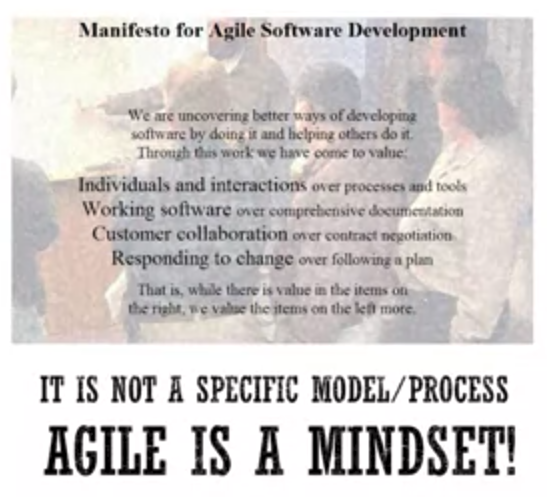 Manifesto for Agile Software Development
We are uncovering better ways of developing
software by doing it and helping others do it.
Through this work we have come to value:
Individuals and interactions over processes and tools
Working software over comprehensive documentation
Customer collaboration over contract negotiation
Responding to change over following a plan
That is, while there is value in the items on
the right, we value the items on the left more.
IT IS NOT A SPECIFIC MODEL/PROCESS
AGILE IS A MINDSET!